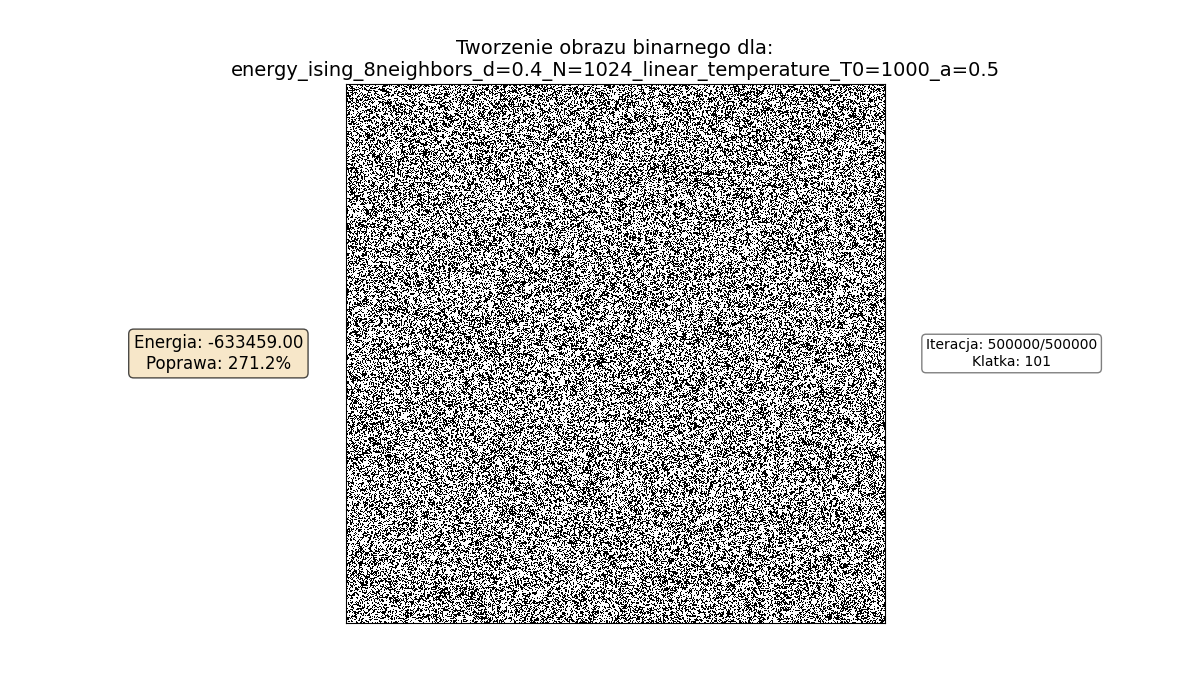 Tworzenie obrazu binarnego dla:
energy_ising_8neighbors_d=0.4_N=1024_linear_temperature_T0=1000_a=0.5
Energia: -633459.00
Poprawa: 271.2%
Iteracja: 500000/500000
Klatka: 101